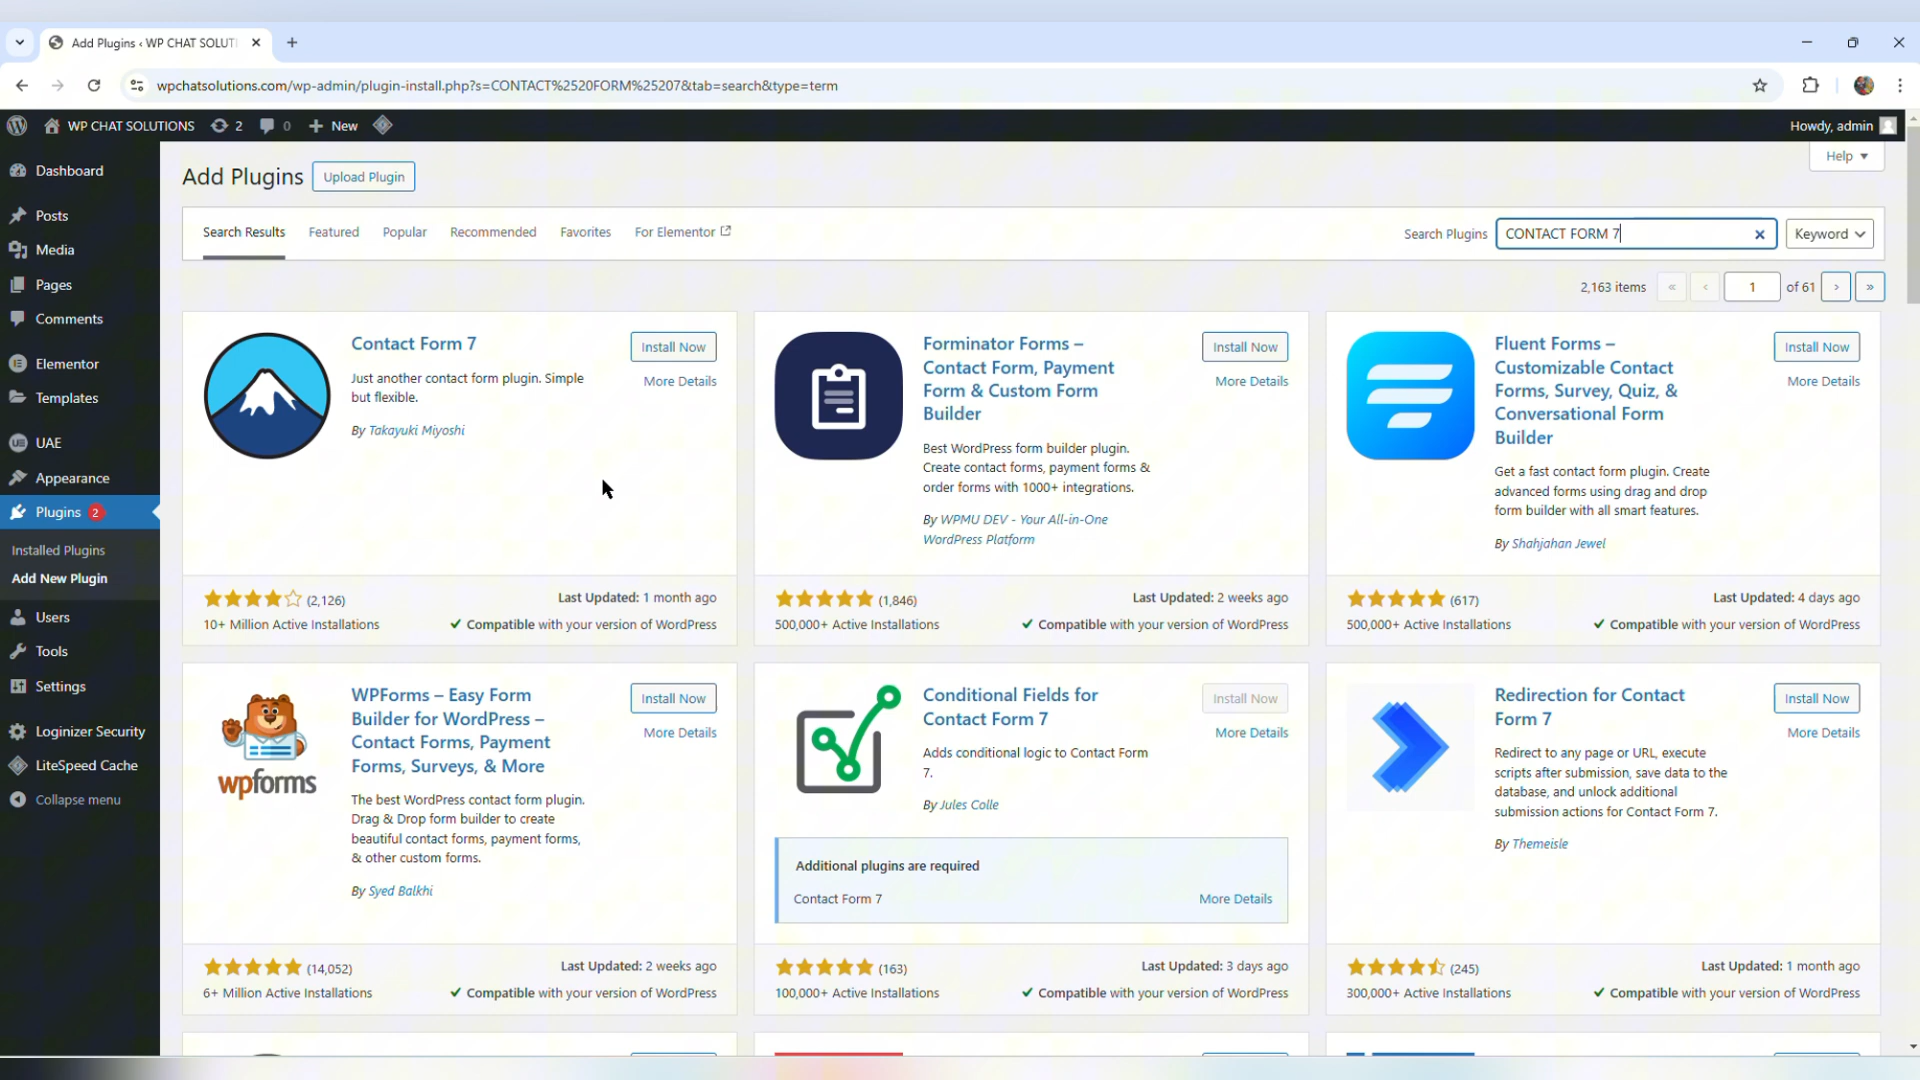 Add Plugins ‹ WP CHAT SOLUTI
wpchatsolutions.com/wp-admin/plugin-install.php?s=CONTACT%2520FORM%25207&tab=search&type=term
WP CHAT SOLUTIONS 2 0 + New
Howdy, admin
Dashboard
Posts
Media
Pages
Comments
Elementor
Templates
UAE
Appearance
Plugins 2
Installed Plugins
Add New Plugin
Users
Tools
Settings
Loginizer Security
LiteSpeed Cache
Collapse menu
Help
Add Plugins Upload Plugin
Search Results Featured Popular Recommended Favorites For Elementor
Search Plugins CONTACT FORM 7 Keyword
2,163 items « ‹ 1 of 61 › »
Contact Form 7
Install Now
More Details
Just another contact form plugin. Simple
but flexible.
By Takayuki Miyoshi
(2,126)
Last Updated: 1 month ago
10+ Million Active Installations
Compatible with your version of WordPress
Forminator Forms –
Contact Form, Payment
Form & Custom Form
Builder
Install Now
More Details
Best WordPress form builder plugin.
Create contact forms, payment forms &
order forms with 1000+ integrations.
By WPMU DEV - Your All-in-One
WordPress Platform
(1,846)
Last Updated: 2 weeks ago
500,000+ Active Installations
Compatible with your version of WordPress
Fluent Forms –
Customizable Contact
Forms, Survey, Quiz, &
Conversational Form
Builder
Install Now
More Details
Get a fast contact form plugin. Create
advanced forms using drag and drop
form builder with all smart features.
By Shahjahan Jewel
(617)
Last Updated: 4 days ago
500,000+ Active Installations
Compatible with your version of WordPress
wpforms
WPForms – Easy Form
Builder for WordPress –
Contact Forms, Payment
Forms, Surveys, & More
Install Now
More Details
The best WordPress contact form plugin.
Drag & Drop form builder to create
beautiful contact forms, payment forms,
& other custom forms.
By Syed Balkhi
(14,052)
Last Updated: 2 weeks ago
6+ Million Active Installations
Compatible with your version of WordPress
Conditional Fields for
Contact Form 7
Install Now
More Details
Adds conditional logic to Contact Form
7.
By Jules Colle
Additional plugins are required
Contact Form 7 More Details
(163)
Last Updated: 3 days ago
100,000+ Active Installations
Compatible with your version of WordPress
Redirection for Contact
Form 7
Install Now
More Details
Redirect to any page or URL, execute
scripts after submission, save data to the
database, and unlock additional
submission actions for Contact Form 7.
By Themeisle
(245)
Last Updated: 1 month ago
300,000+ Active Installations
Compatible with your version of WordPress